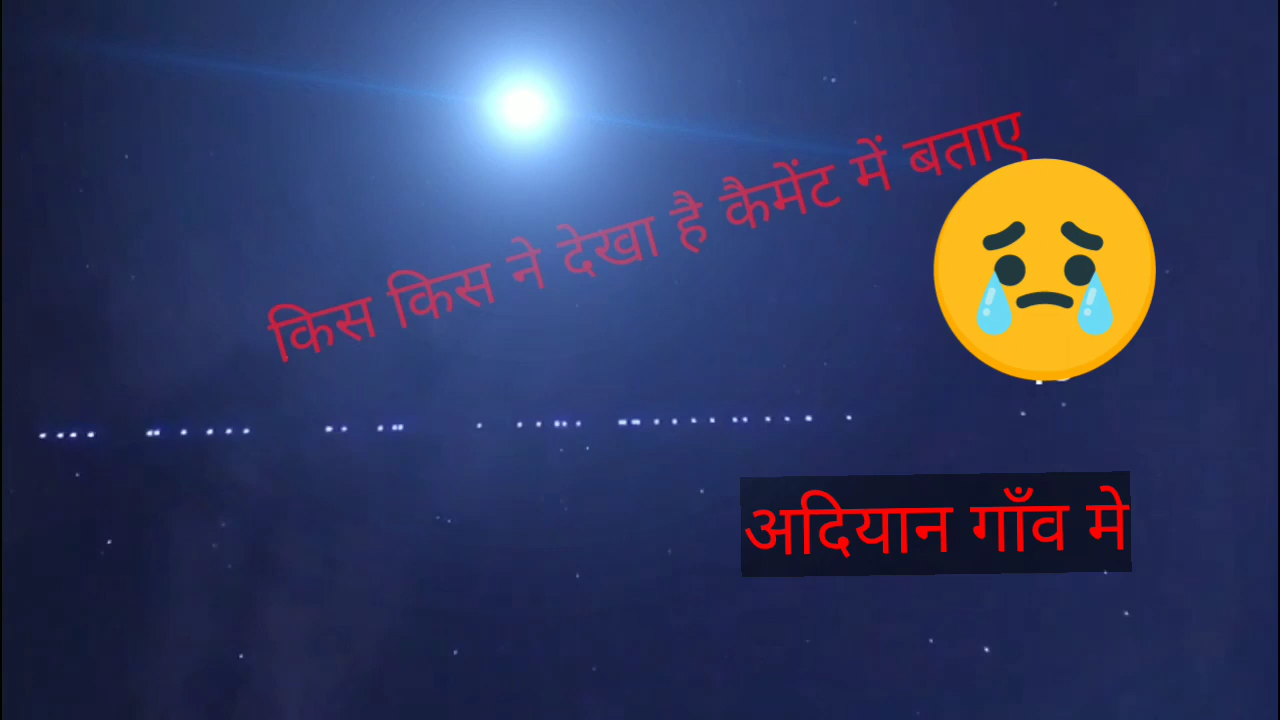 किस किस ने देखा है कैमेंट में बताए
अदियान गाँव मे